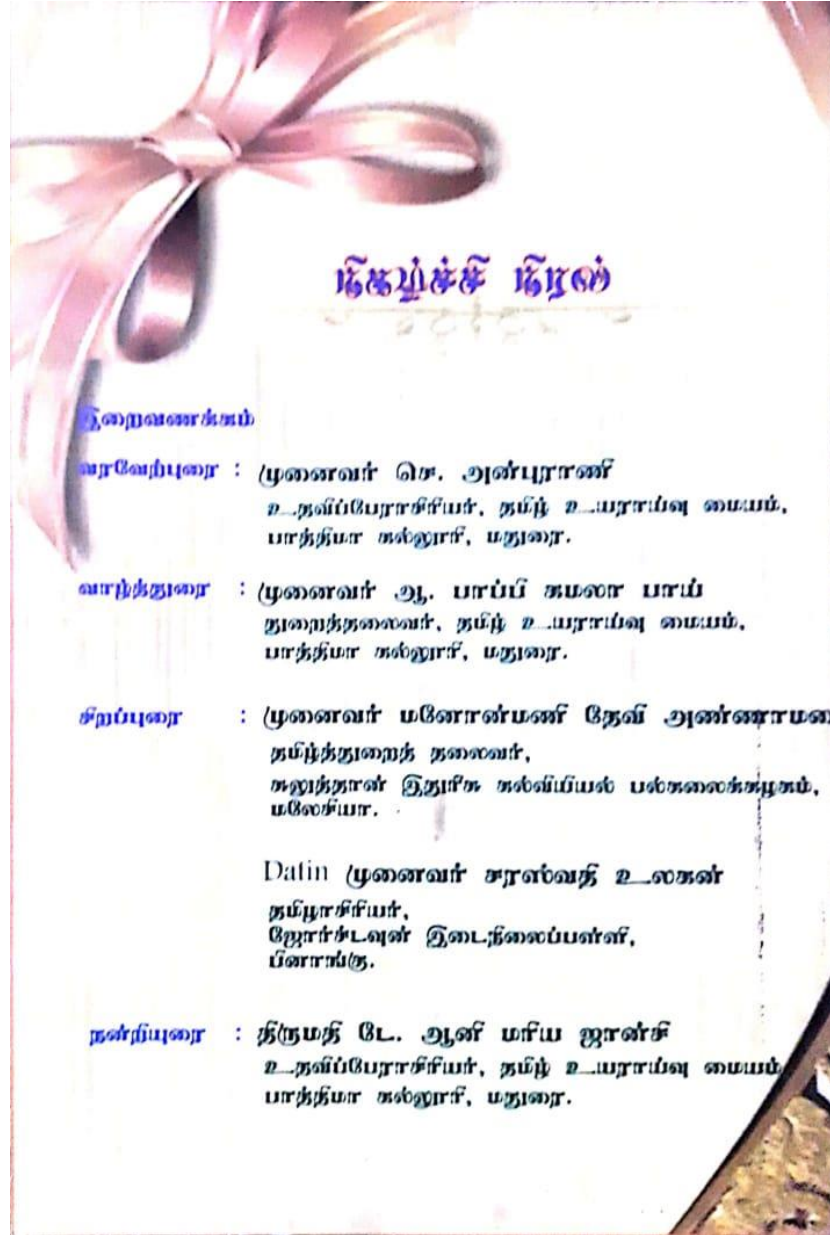 நிகழ்ச்சி நிரல்
இறைவணக்கம்
வரவேற்புரை : முனைவர் செ. அன்புராணி
உதவிப்பேராசிரியர், தமிழ் உயராய்வு மையம்,
பாத்திமா கல்லூரி, மதுரை.
வாழ்த்துரை : முனைவர் ஆ. பாப்பி கமலா பாய்
துறைத்தலைவர், தமிழ் உயராய்வு மையம்,
பாத்திமா கல்லூரி, மதுரை.
சிறப்புரை : முனைவர் மனோன்மணி தேவி
தமிழ்த்துறைத் தலைவர்,
சுலுத்தான் இதுரிசு கல்வியியல் பல்கலைக்கழகம்,
மலேசியா.
Datin முனைவர் சரஸ்வதி உலகன்
தமிழாசிரியர்,
ஜோர்ச்டவுன் இடைநிலைப்பள்ளி,
பினாங்கு.
நன்றியுரை : திருமதி டே. ஆனி மரிய ஜான்சி
உதவிப்பேராசிரியர், தமிழ் உயராய்வு மையம்
பாத்திமா கல்லூரி, மதுரை.